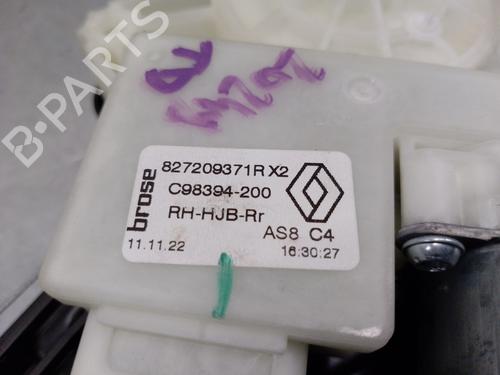 B-PARTS
brose
827209371R X2
C98394-200
RH-HJB-Rr
AS8 C4
11.11.22
16:30:27